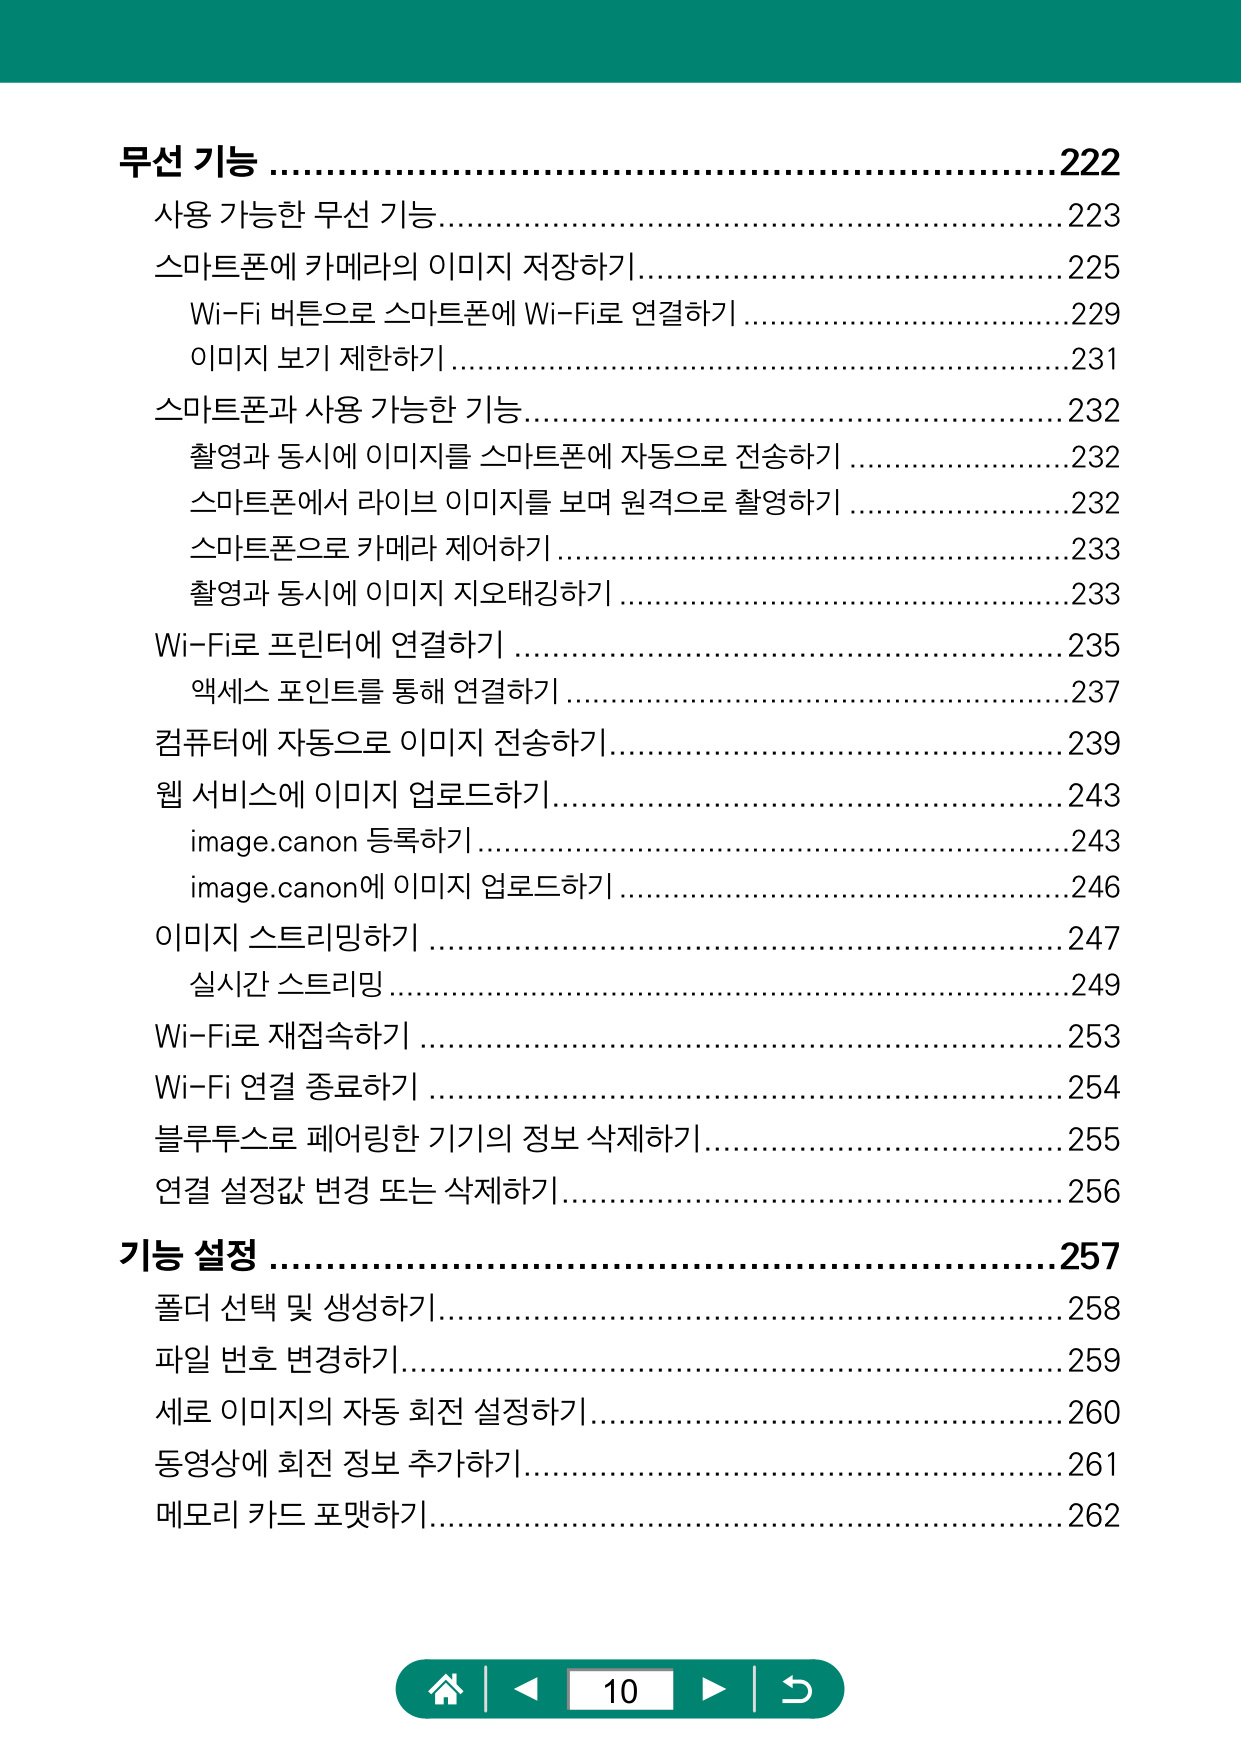 무선 기능 ..................................................................... 222
사용 가능한 무선 기능..................................................................... 223
스마트폰에 카메라의 이미지 저장하기............................................... 225
Wi-Fi 버튼으로 스마트폰에 Wi-Fi로 연결하기 .....................................229
이미지 보기 제한하기 .......................................................................231
스마트폰과 사용 가능한 기능........................................................... 232
촬영과 동시에 이미지를 스마트폰에 자동으로 전송하기 .........................232
스마트폰에서 라이브 이미지를 보며 원격으로 촬영하기 .........................232
스마트폰으로 카메라 제어하기 ...........................................................233
촬영과 동시에 이미지 지오태깅하기 ....................................................233
Wi-Fi로 프린터에 연결하기 ............................................................. 235
액세스 포인트를 통해 연결하기 ..........................................................237
컴퓨터에 자동으로 이미지 전송하기.................................................. 239
웹 서비스에 이미지 업로드하기........................................................ 243
image.canon 등록하기 ....................................................................243
image.canon에 이미지 업로드하기 ....................................................246
이미지 스트리밍하기 ...................................................................... 247
실시간 스트리밍 ..............................................................................249
Wi-Fi로 재접속하기 ....................................................................... 253
Wi-Fi 연결 종료하기 ...................................................................... 254
블루투스로 페어링한 기기의 정보 삭제하기........................................ 255
연결 설정값 변경 또는 삭제하기....................................................... 256
기능 설정 ..................................................................... 257
폴더 선택 및 생성하기..................................................................... 258
파일 번호 변경하기......................................................................... 259
세로 이미지의 자동 회전 설정하기.................................................... 260
동영상에 회전 정보 추가하기........................................................... 261
메모리 카드 포맷하기...................................................................... 262
10